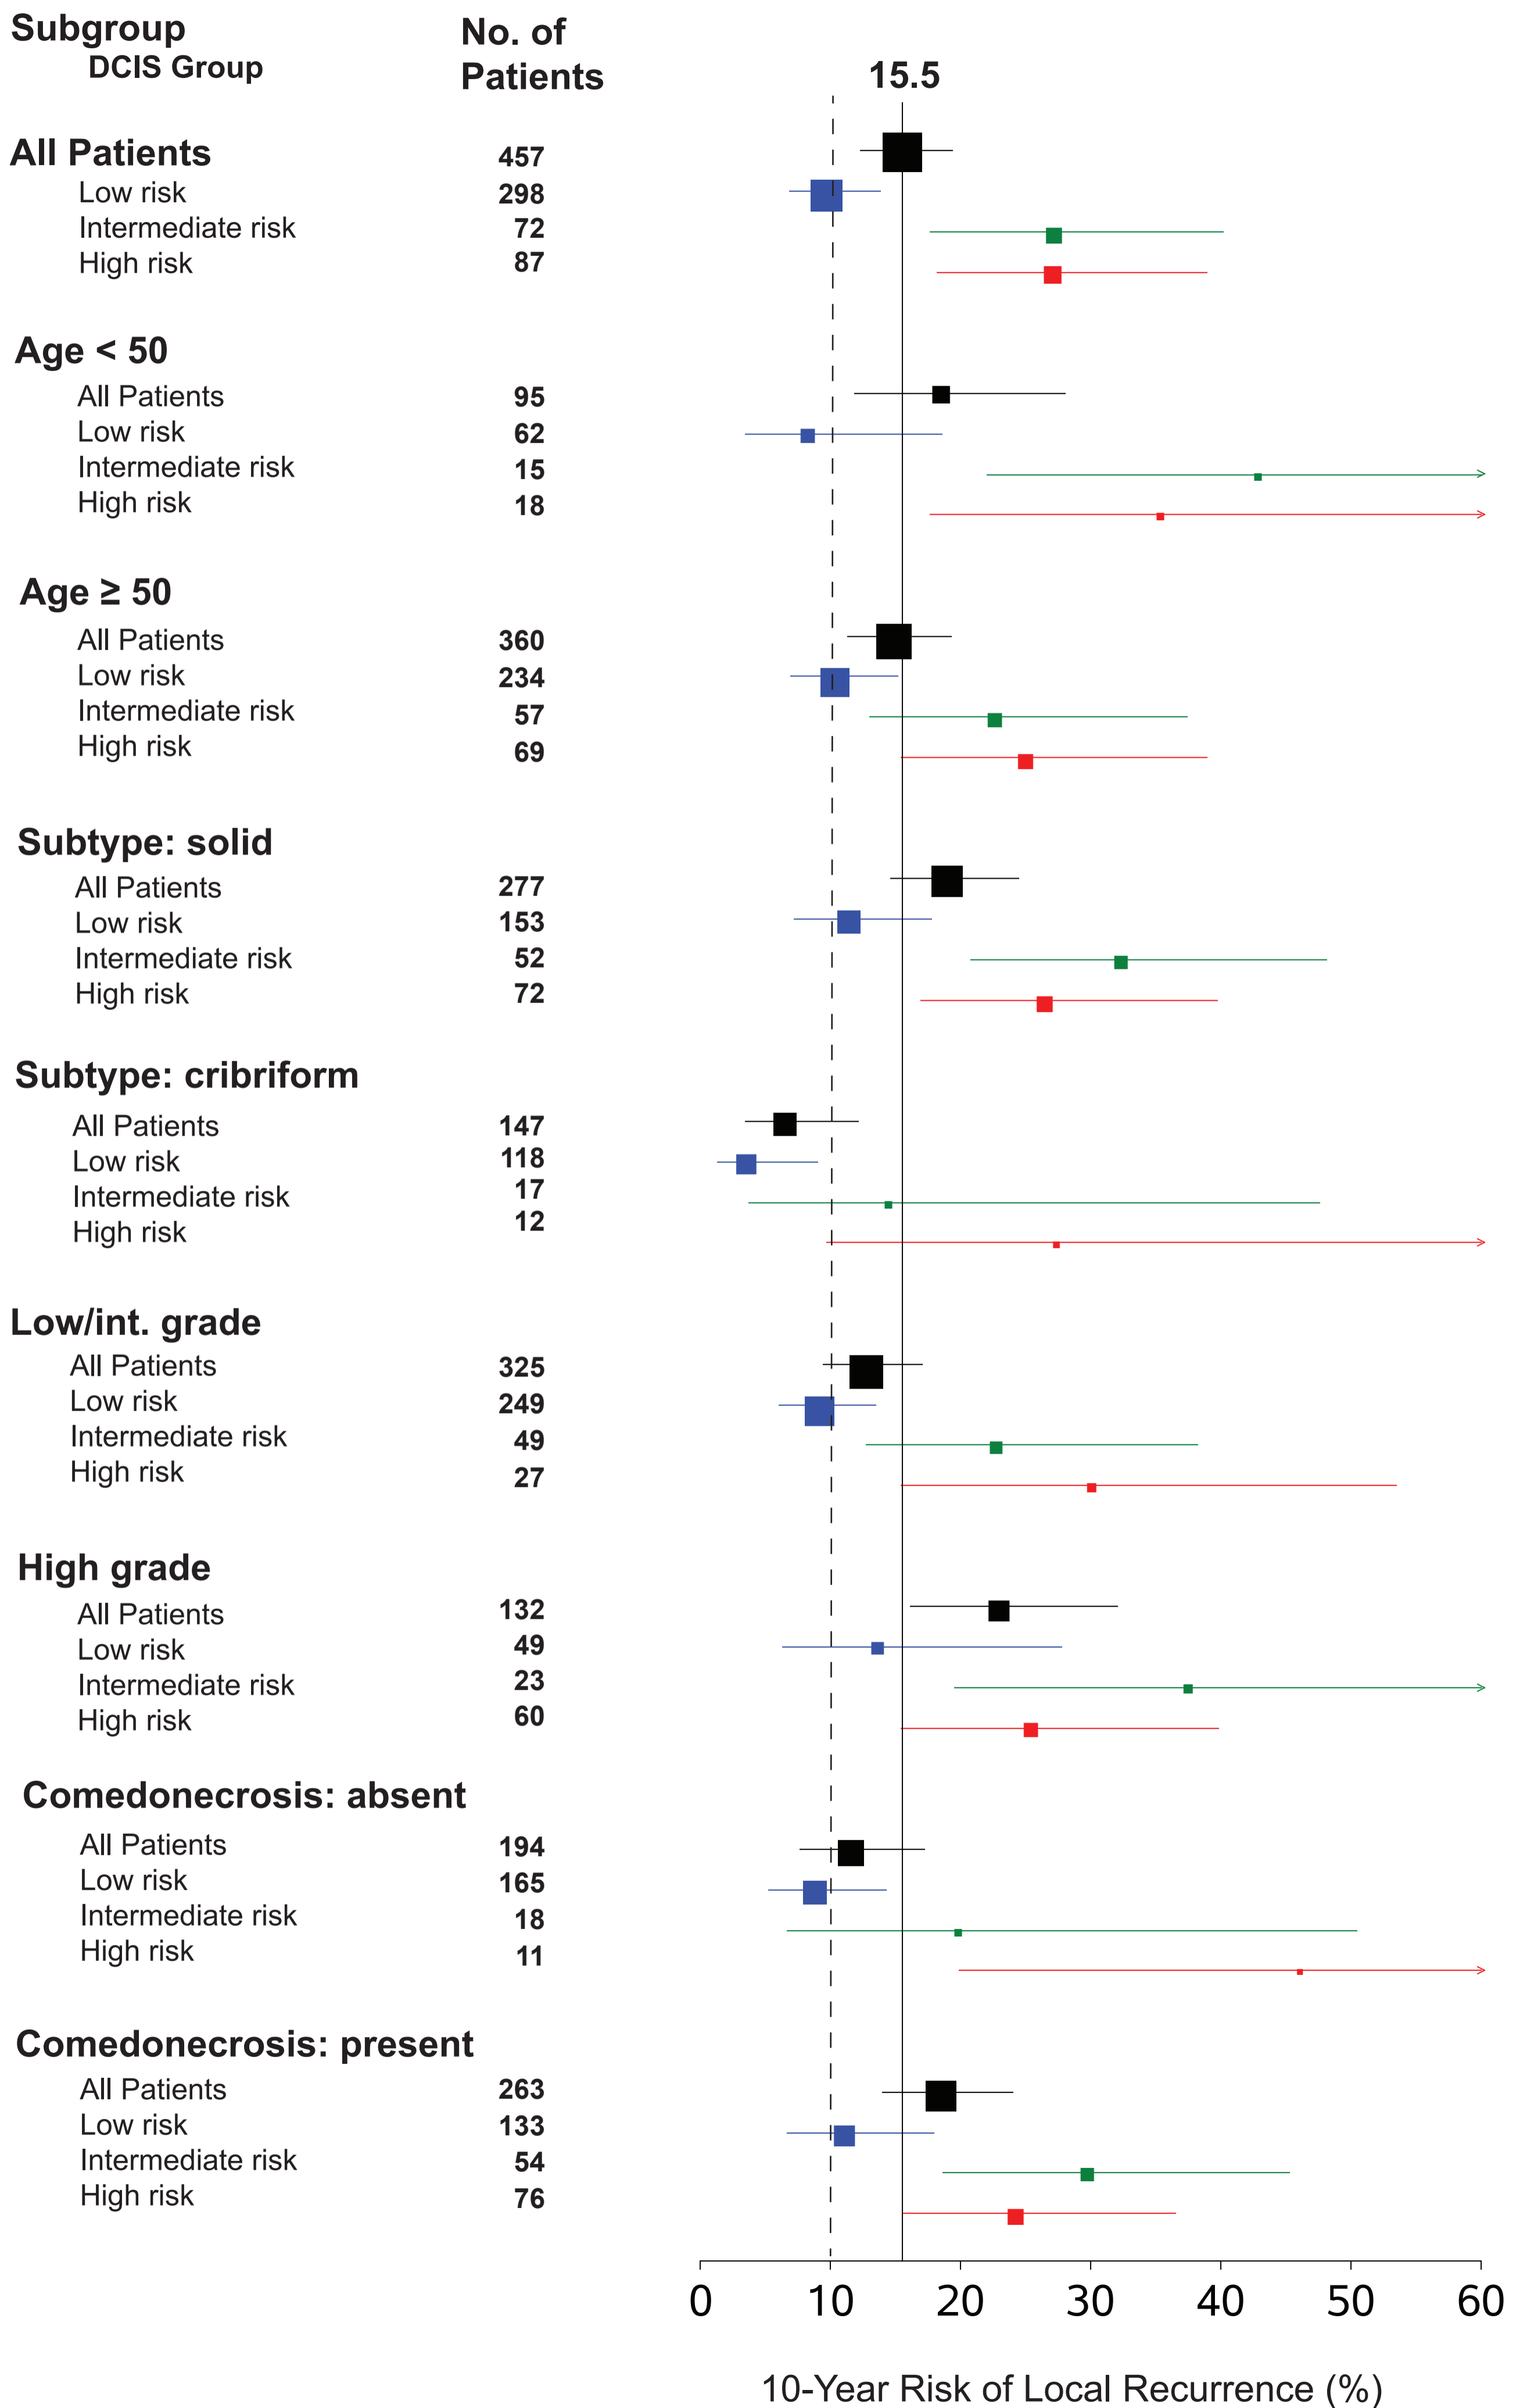 Subgroup
DCIS Group
No. of
Patients
15.5
All Patients 457
Low risk 298
Intermediate risk 72
High risk 87
Age < 50
All Patients 95
Low risk 62
Intermediate risk 15
High risk 18
Age ≥ 50
All Patients 360
Low risk 234
Intermediate risk 57
High risk 69
Subtype: solid
All Patients 277
Low risk 153
Intermediate risk 52
High risk 72
Subtype: cribriform
All Patients 147
Low risk 118
Intermediate risk 17
High risk 12
Low/int. grade
All Patients 325
Low risk 249
Intermediate risk 49
High risk 27
High grade
All Patients 132
Low risk 49
Intermediate risk 23
High risk 60
Comedonecrosis: absent
All Patients 194
Low risk 165
Intermediate risk 18
High risk 11
Comedonecrosis: present
All Patients 263
Low risk 133
Intermediate risk 54
High risk 76
0 10 20 30 40 50 60
10-Year Risk of Local Recurrence (%)